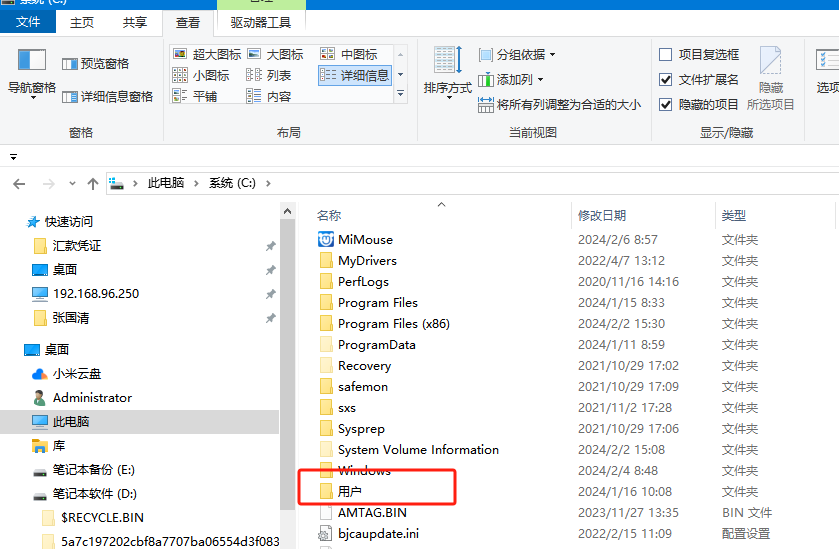 系统 (C:)
文件 主页 共享 查看 驱动器工具
导航窗格 预览窗格 详细信息窗格
窗格
超大图标 大图标 中图标
小图标 列表 详细信息
平铺 内容
布局
排序方式 分组依据
添加列
将所有列调整为合适的大小
当前视图
项目复选框
文件扩展名
隐藏的项目
隐藏
所选项目
显示/隐藏
选项
此电脑 系统 (C:)
快速访问
汇款凭证
桌面
192.168.96.250
张国清
桌面
小米云盘
Administrator
此电脑
库
笔记本备份 (E:)
笔记本软件 (D:)
$RECYCLE.BIN
5a7c197202cbf8a7707ba06554d3f083
名称 修改日期 类型
MiMouse 2024/2/6 8:57 文件夹
MyDrivers 2022/4/7 13:12 文件夹
PerfLogs 2020/11/16 14:16 文件夹
Program Files 2024/1/15 8:33 文件夹
Program Files (x86) 2024/2/2 15:30 文件夹
ProgramData 2024/1/11 8:59 文件夹
Recovery 2021/10/29 17:02 文件夹
safemon 2021/10/29 17:09 文件夹
sxs 2021/11/2 17:28 文件夹
Sysprep 2021/10/29 17:06 文件夹
System Volume Information 2024/2/2 15:08 文件夹
Windows 2024/2/4 8:48 文件夹
用户 2024/1/16 10:08 文件夹
AMTAG.BIN 2023/11/27 13:35 BIN 文件
bjcaupdate.ini 2022/2/15 11:09 配置设置